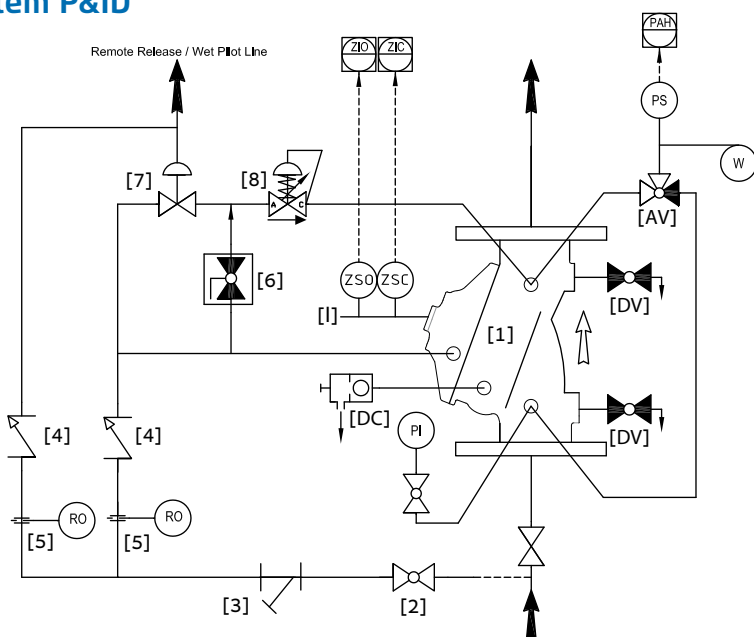 tem P&ID
Remote Release / Wet Pilot Line
ZIO
ZIC
PAH
PS
W
[7]
[8]
[AV]
A
C
[6]
ZSO
ZSC
[DV]
[I]
[1]
[DC]
[DV]
PI
[4]
[4]
RO
RO
[5]
[5]
[3]
[2]